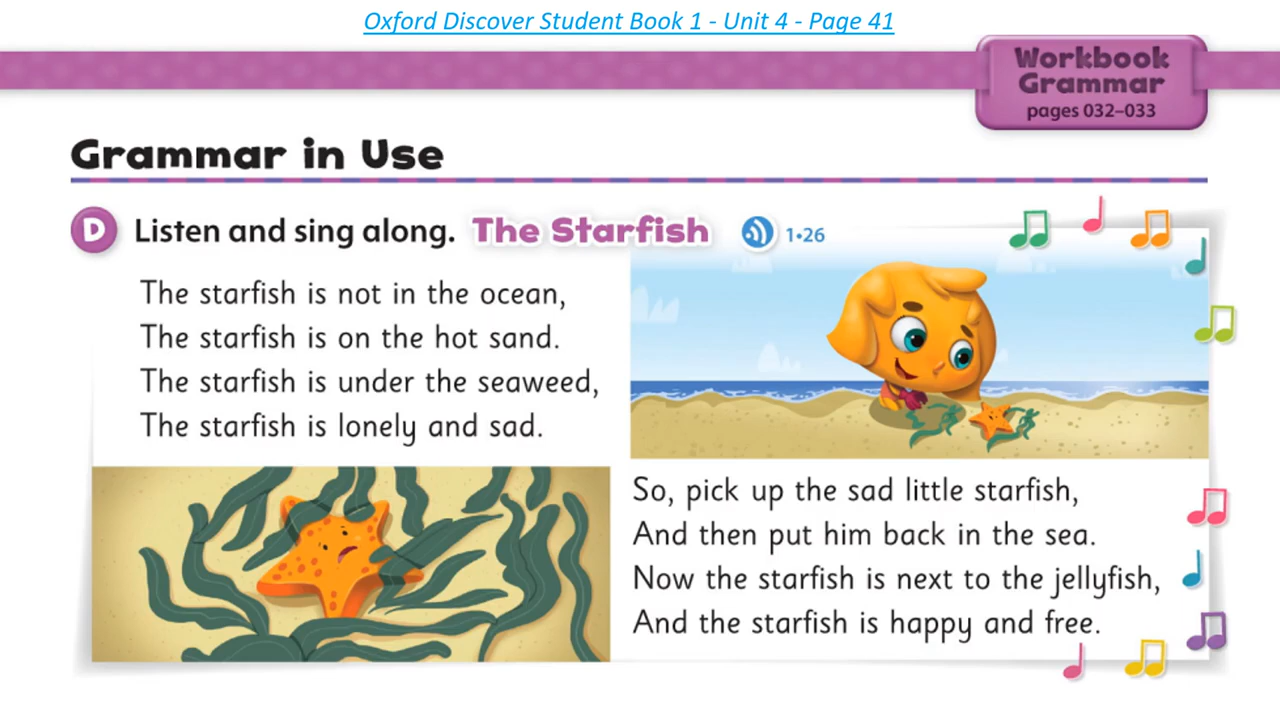 Oxford Discover Student Book 1 - Unit 4 - Page 41
Workbook
Grammar
pages 032–033
Grammar in Use
D Listen and sing along. The Starfish 1•26
The starfish is not in the ocean,
The starfish is on the hot sand.
The starfish is under the seaweed,
The starfish is lonely and sad.
So, pick up the sad little starfish,
And then put him back in the sea.
Now the starfish is next to the jellyfish,
And the starfish is happy and free.